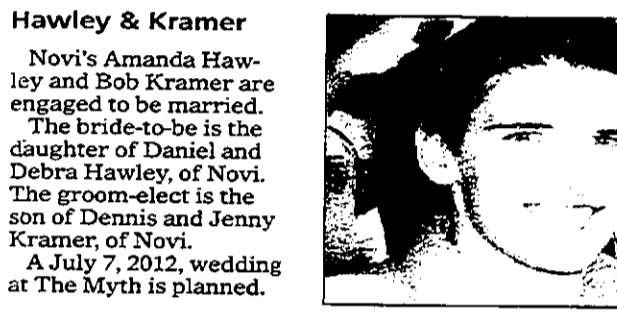 Hawley & Kramer
Novi's Amanda Haw-
ley and Bob Kramer are
engaged to be married.
The bride-to-be is the
daughter of Daniel and
Debra Hawley, of Novi.
The groom-elect is the
son of Dennis and Jenny
Kramer, of Novi.
A July 7, 2012, wedding
at The Myth is planned.